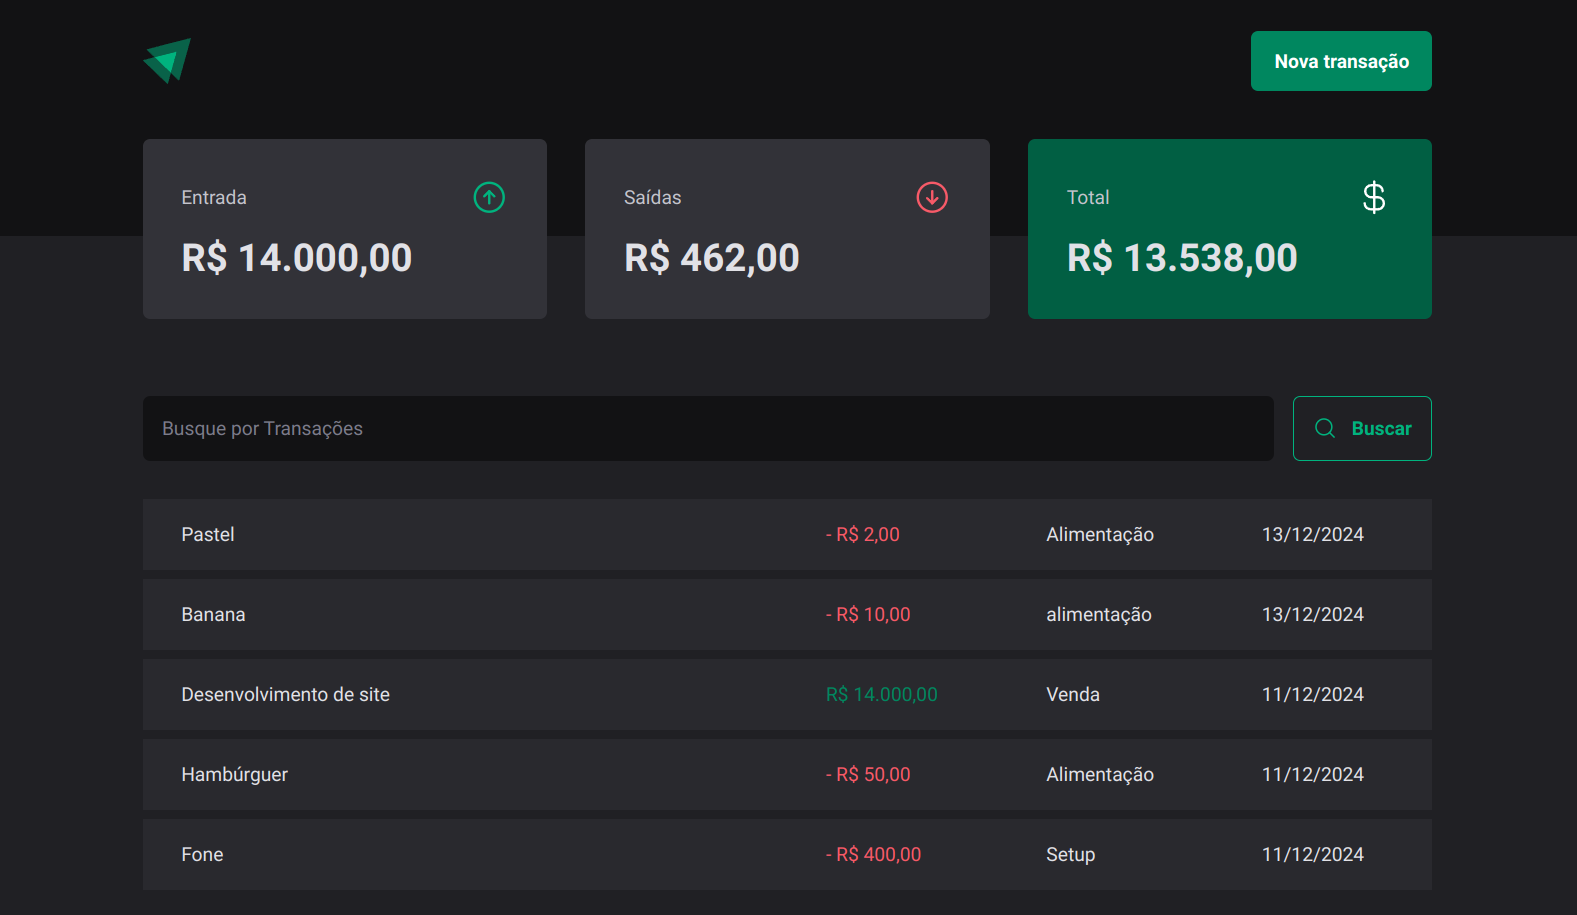 Nova transação
Entrada
R$ 14.000,00
Saídas
R$ 462,00
Total
$
R$ 13.538,00
Busque por Transações
Buscar
Pastel - R$ 2,00 Alimentação 13/12/2024
Banana - R$ 10,00 alimentação 13/12/2024
Desenvolvimento de site R$ 14.000,00 Venda 11/12/2024
Hambúrguer - R$ 50,00 Alimentação 11/12/2024
Fone - R$ 400,00 Setup 11/12/2024